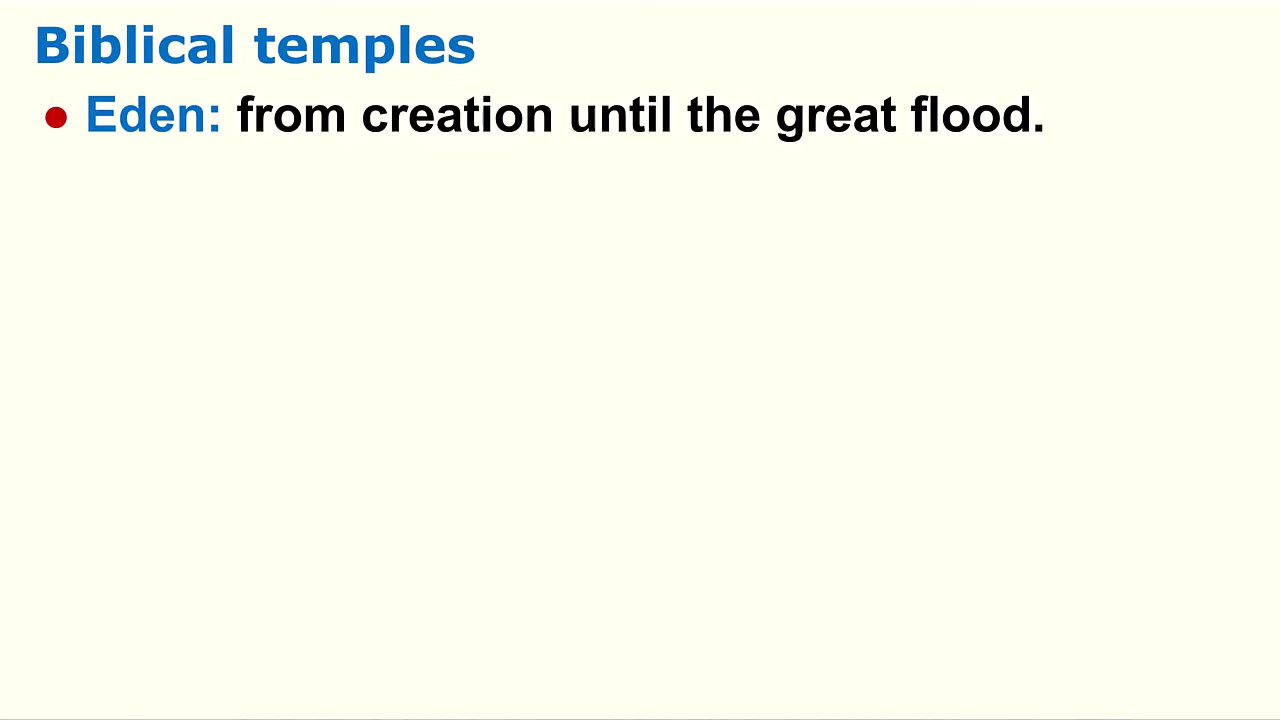 Biblical temples
● Eden: from creation until the great flood.